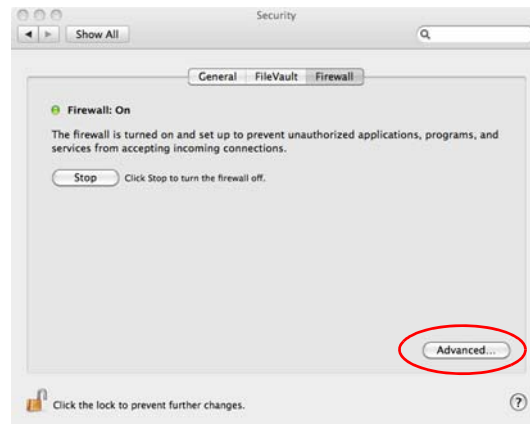 Security
Show All
General FileVault Firewall
Firewall: On
The firewall is turned on and set up to prevent unauthorized applications, programs, and
services from accepting incoming connections.
Stop Click Stop to turn the firewall off.
Advanced...
Click the lock to prevent further changes. ?